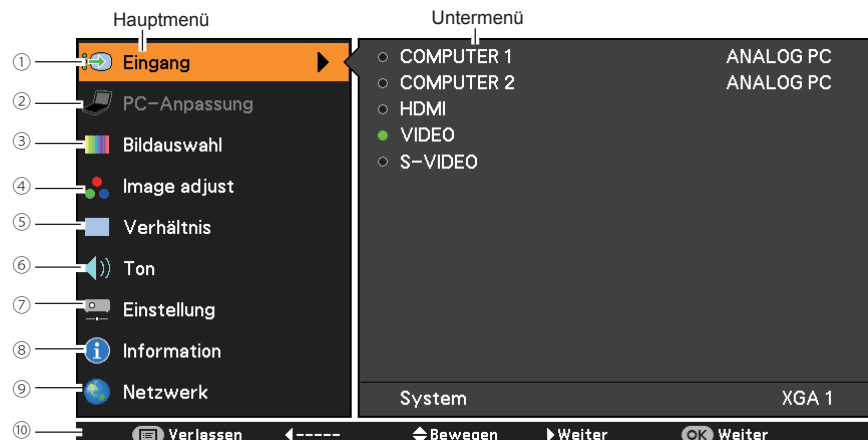 Hauptmenü Untermenü
① Eingang
② PC-Anpassung
③ Bildauswahl
④ Image adjust
⑤ Verhältnis
⑥ Ton
⑦ Einstellung
⑧ Information
⑨ Netzwerk
COMPUTER 1 ANALOG PC
COMPUTER 2 ANALOG PC
HDMI
VIDEO
S-VIDEO
System XGA 1
⑩ Verlassen ----- Bewegen Weiter OK Weiter